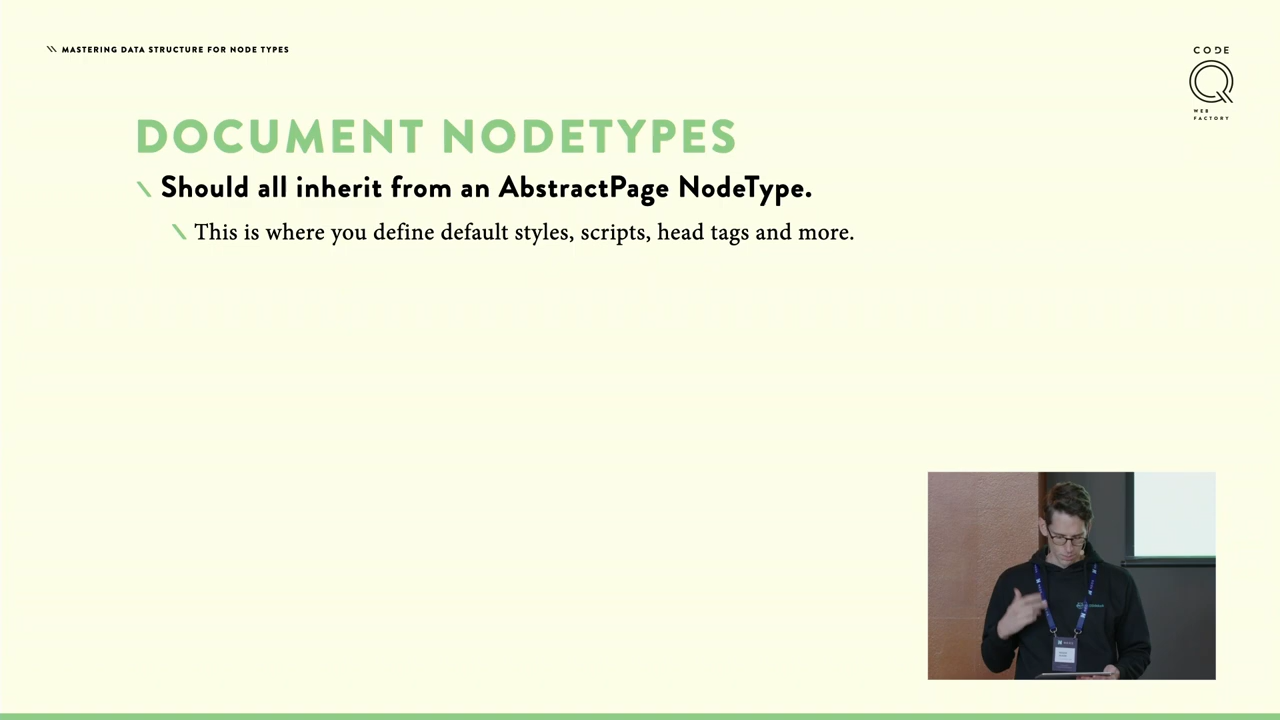 MASTERING DATA STRUCTURE FOR NODE TYPES
CODE
Q
WEB
FACTORY
DOCUMENT NODETYPES
Should all inherit from an AbstractPage NodeType.
This is where you define default styles, scripts, head tags and more.